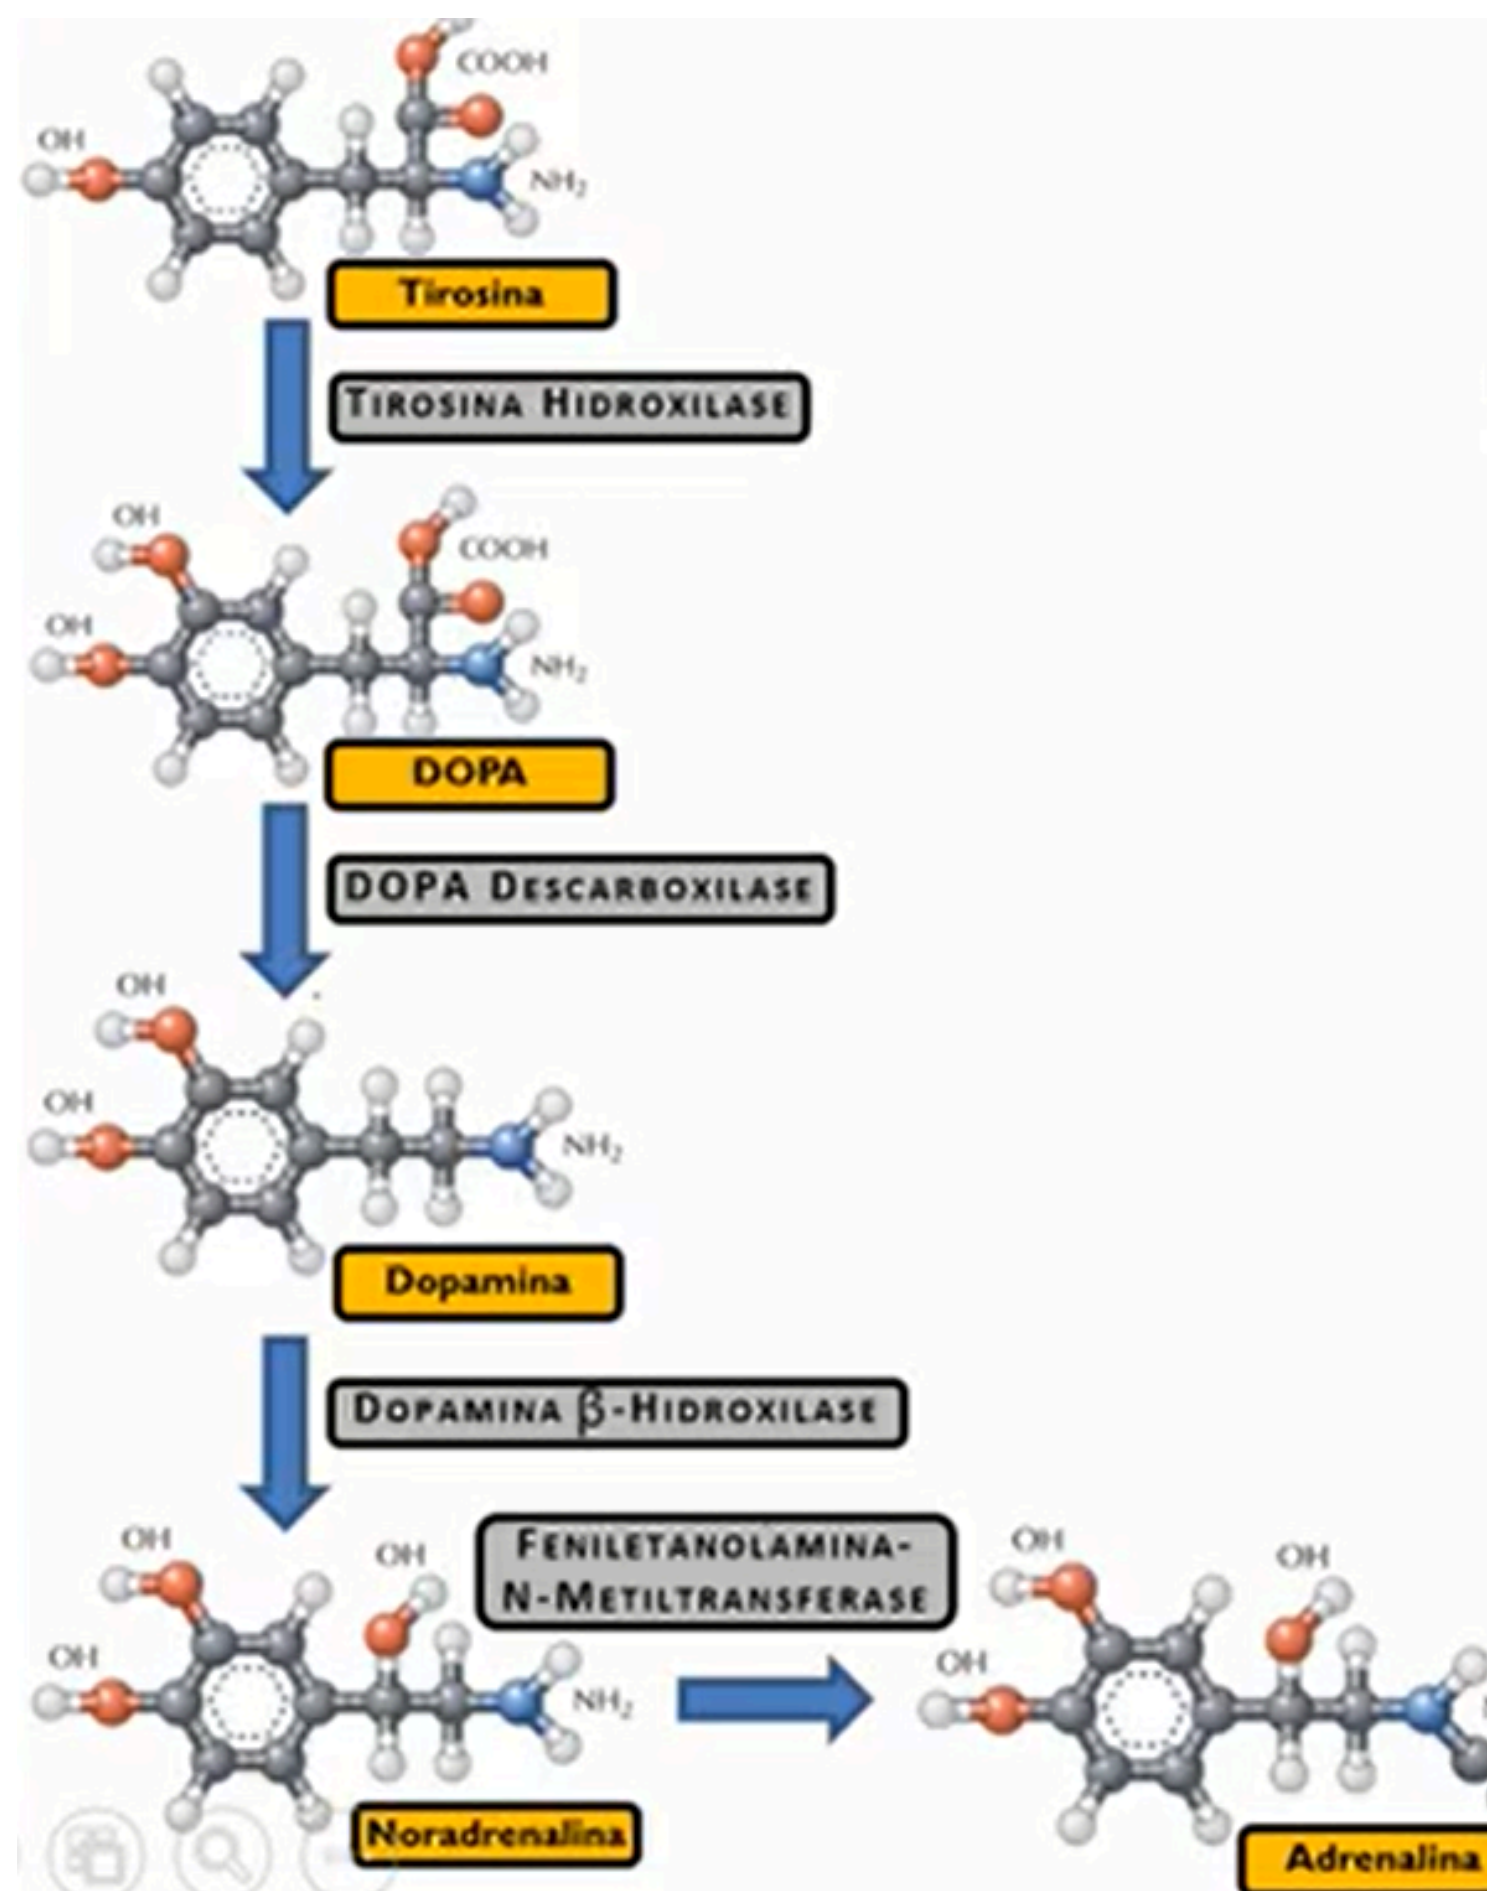 COOH
OH
NH2
Tirosina
TIROSINA HIDROXILASE
OH
COOH
OH
NH2
DOPA
DOPA DESCARBOXILASE
OH
OH
NH2
Dopamina
DOPAMINA β-HIDROXILASE
OH
OH
OH
NH2
FENILETANOLAMINA-
N-METILTRANSFERASE
OH
OH
OH
Noradrenalina
Adrenalina